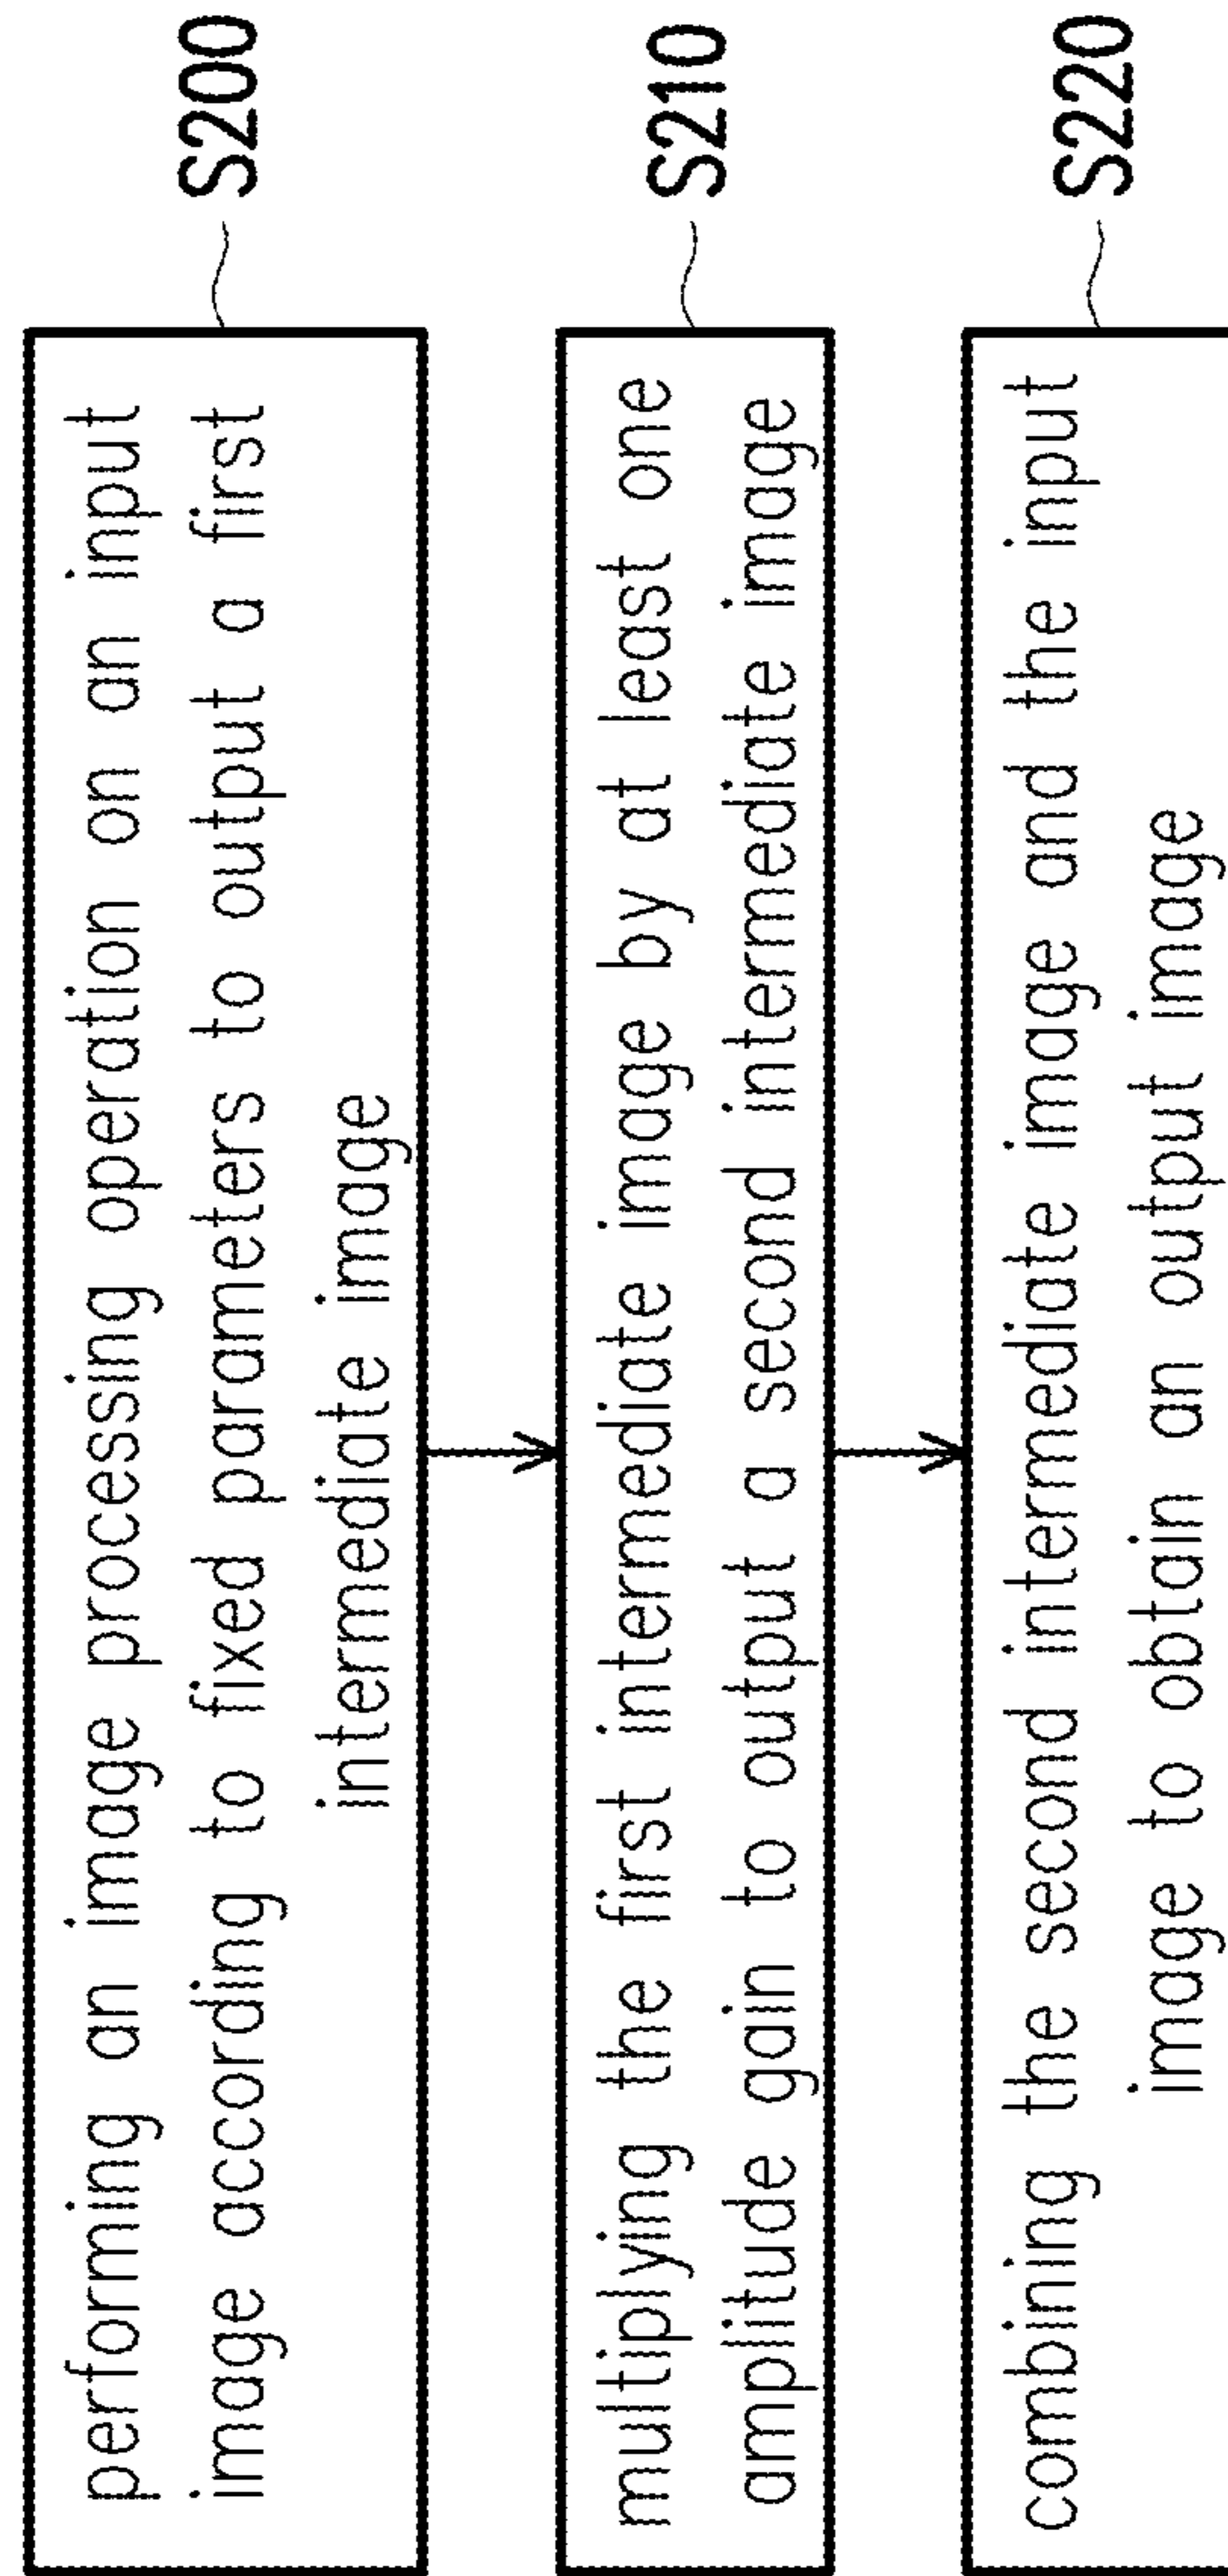 performing an image processing operation on an input
image according to fixed parameters to output a first
intermediate image
S200
multiplying the first intermediate image by at least one
amplitude gain to output a second intermediate image
S210
combining the second intermediate image and the input
image to obtain an output image
S220